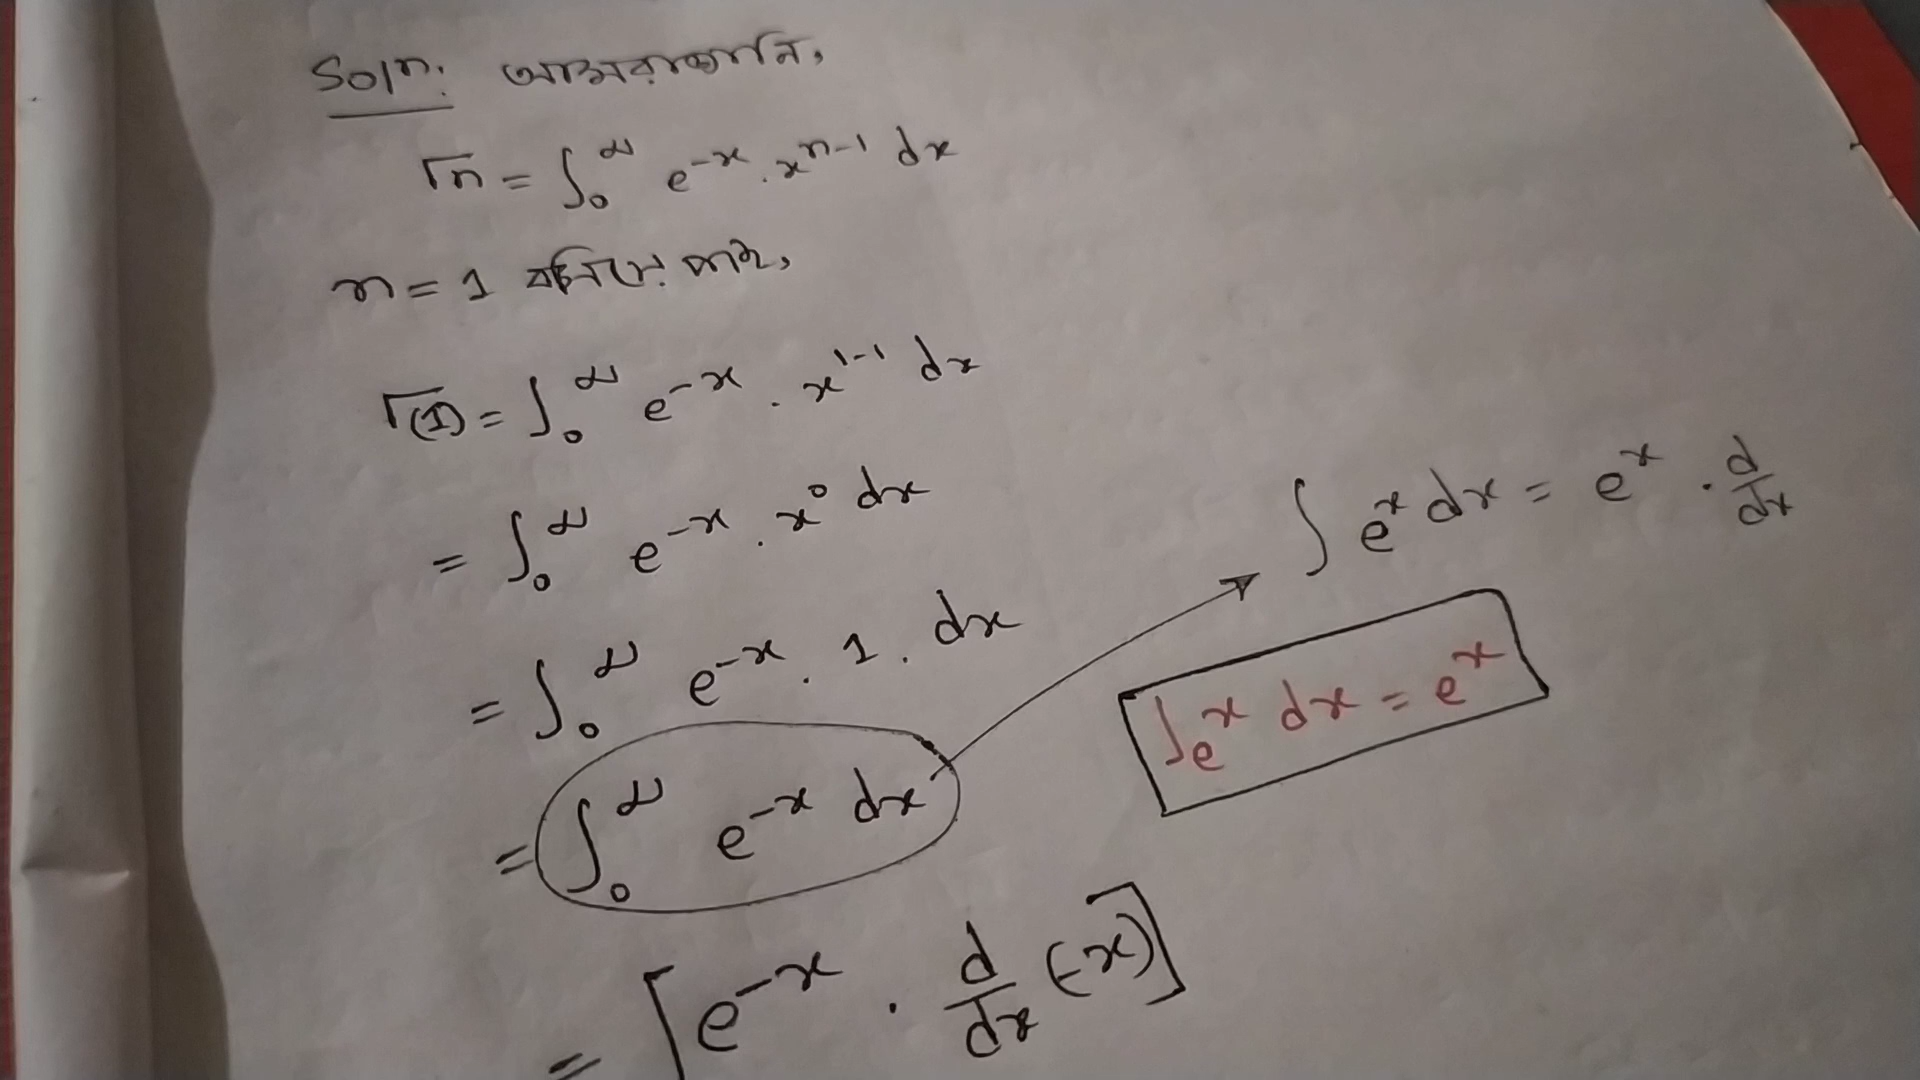 Soln: আমরা জানি,
Γn = ∫₀^∞ e^-x . x^n-1 dx
n = 1 বসিয়ে পাই,
Γ(1) = ∫₀^∞ e^-x . x^1-1 dx
= ∫₀^∞ e^-x . x^0 dx
= ∫₀^∞ e^-x . 1 . dx
= ∫₀^∞ e^-x dx
= [e^-x . d/dx (-x)]
∫ e^x dx = e^x . d/dx
∫e^x dx = e^x